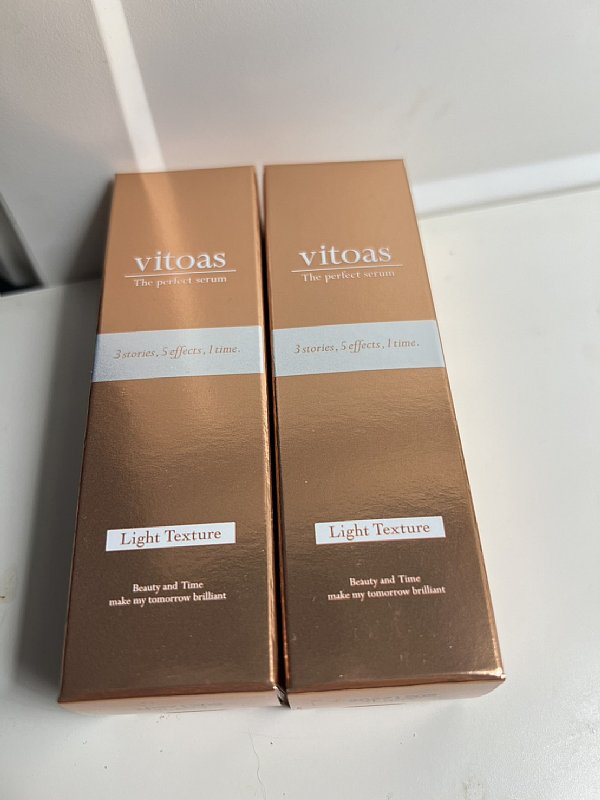 vitoas
The perfect serum
3 stories, 5 effects, 1 time.
Light Texture
Beauty and Time
make my tomorrow brilliant
vitoas
The perfect serum
3 stories, 5 effects, 1 time.
Light Texture
Beauty and Time
make my tomorrow brilliant